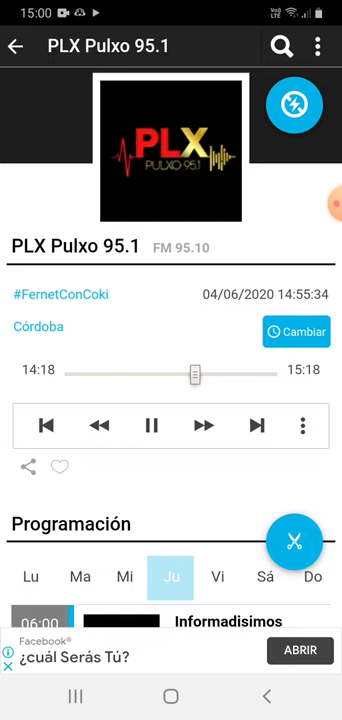 15:00
Vo))
LTE
PLX Pulxo 95.1
PLX
PULXO 95.1
PLX Pulxo 95.1 FM 95.10
#FernetConCoki 04/06/2020 14:55:34
Córdoba
Cambiar
14:18 15:18
Programación
Lu Ma Mi Ju Vi Sá Do
06:00 Informadisimos
Facebook®
¿cuál Serás Tú?
ABRIR